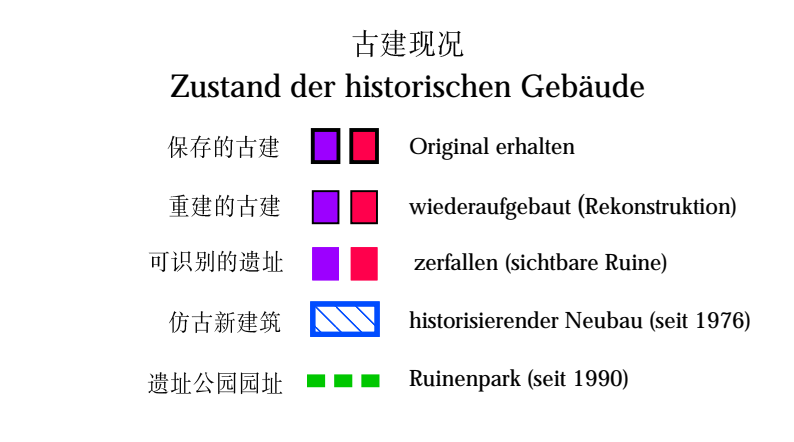 古建现况
Zustand der historischen Gebäude
保存的古建 Original erhalten
重建的古建 wiederaufgebaut (Rekonstruktion)
可识别的遗址 zerfallen (sichtbare Ruine)
仿古新建筑 historisierender Neubau (seit 1976)
遗址公园园址 Ruinenpark (seit 1990)